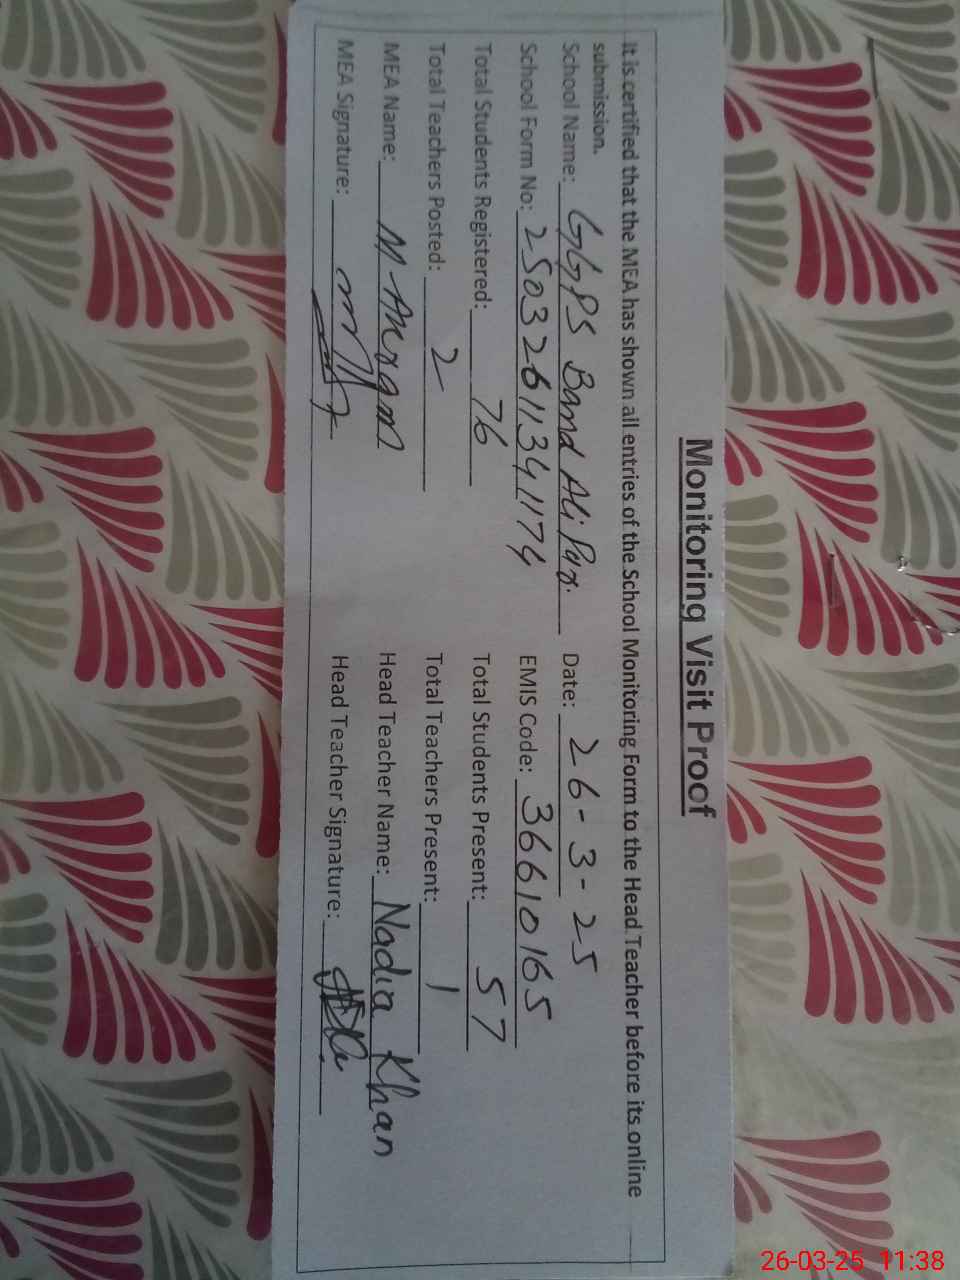 Monitoring Visit Proof
It is certified that the MEA has shown all entries of the School Monitoring Form to the Head Teacher before its online
submission.
School Name: GGPS Band Ali Pur. Date: 26-3-25
School Form No: 25032611341174 EMIS Code: 36610165
Total Students Registered: 76 Total Students Present: 57
Total Teachers Posted: 2 Total Teachers Present: 1
MEA Name: M Head Teacher Name: Nadia Khan
MEA Signature: Head Teacher Signature:
26-03-25 11:38